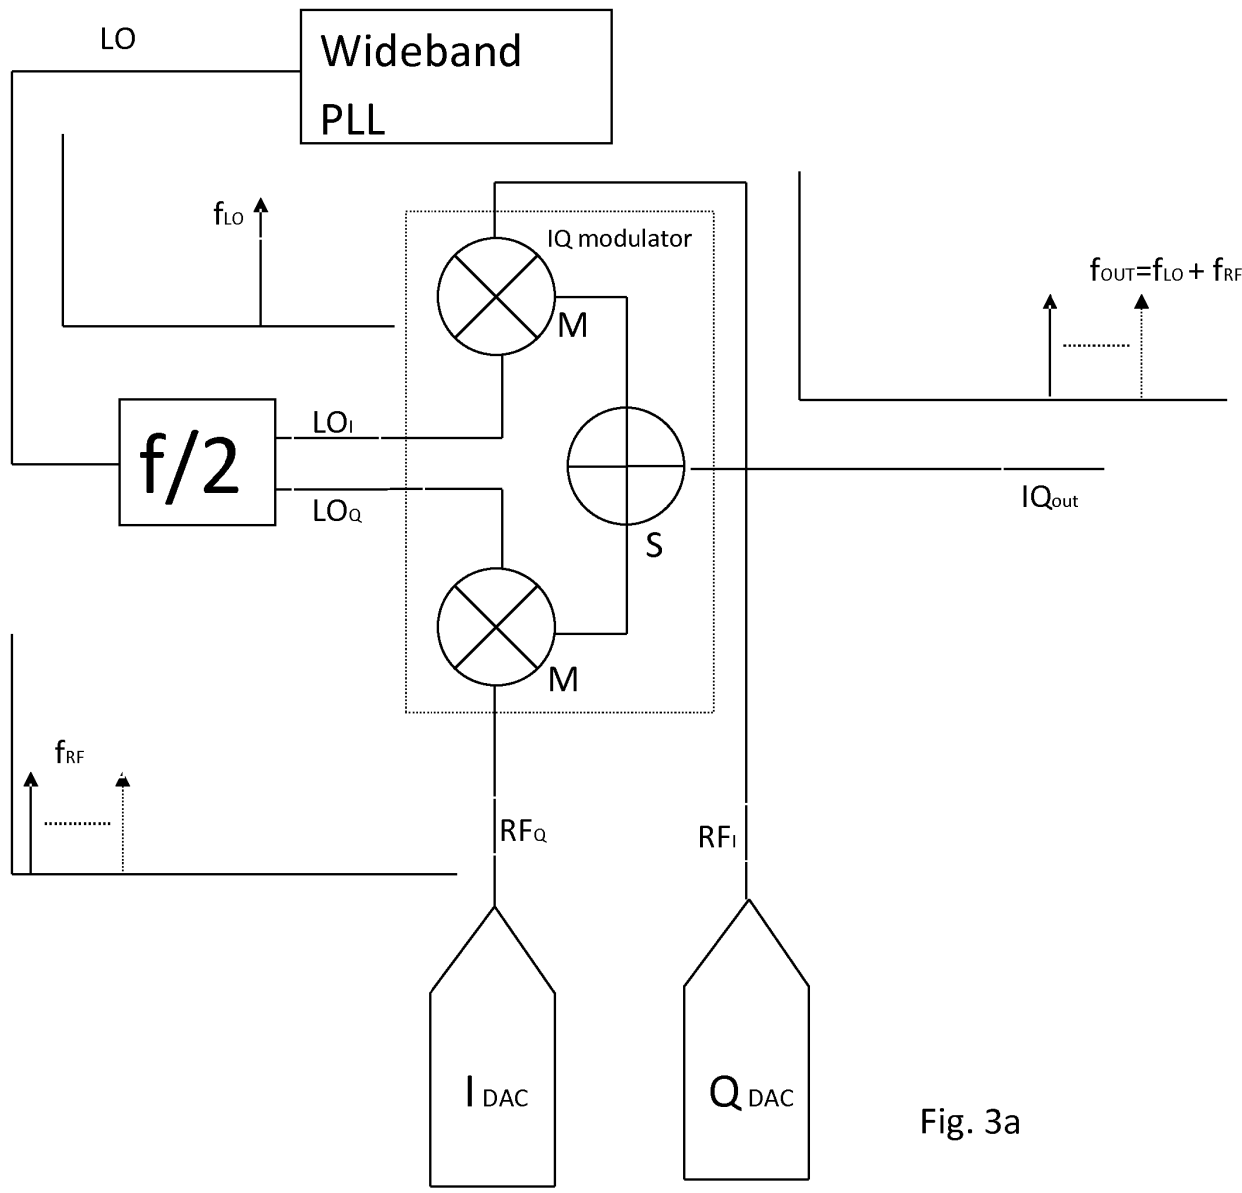 LO
Wideband
PLL
fLO
IQ modulator
M
fOUT=fLO + fRF
f/2
LOI
LOQ
IQout
S
M
fRF
RFQ
RFI
I DAC
Q DAC
Fig. 3a